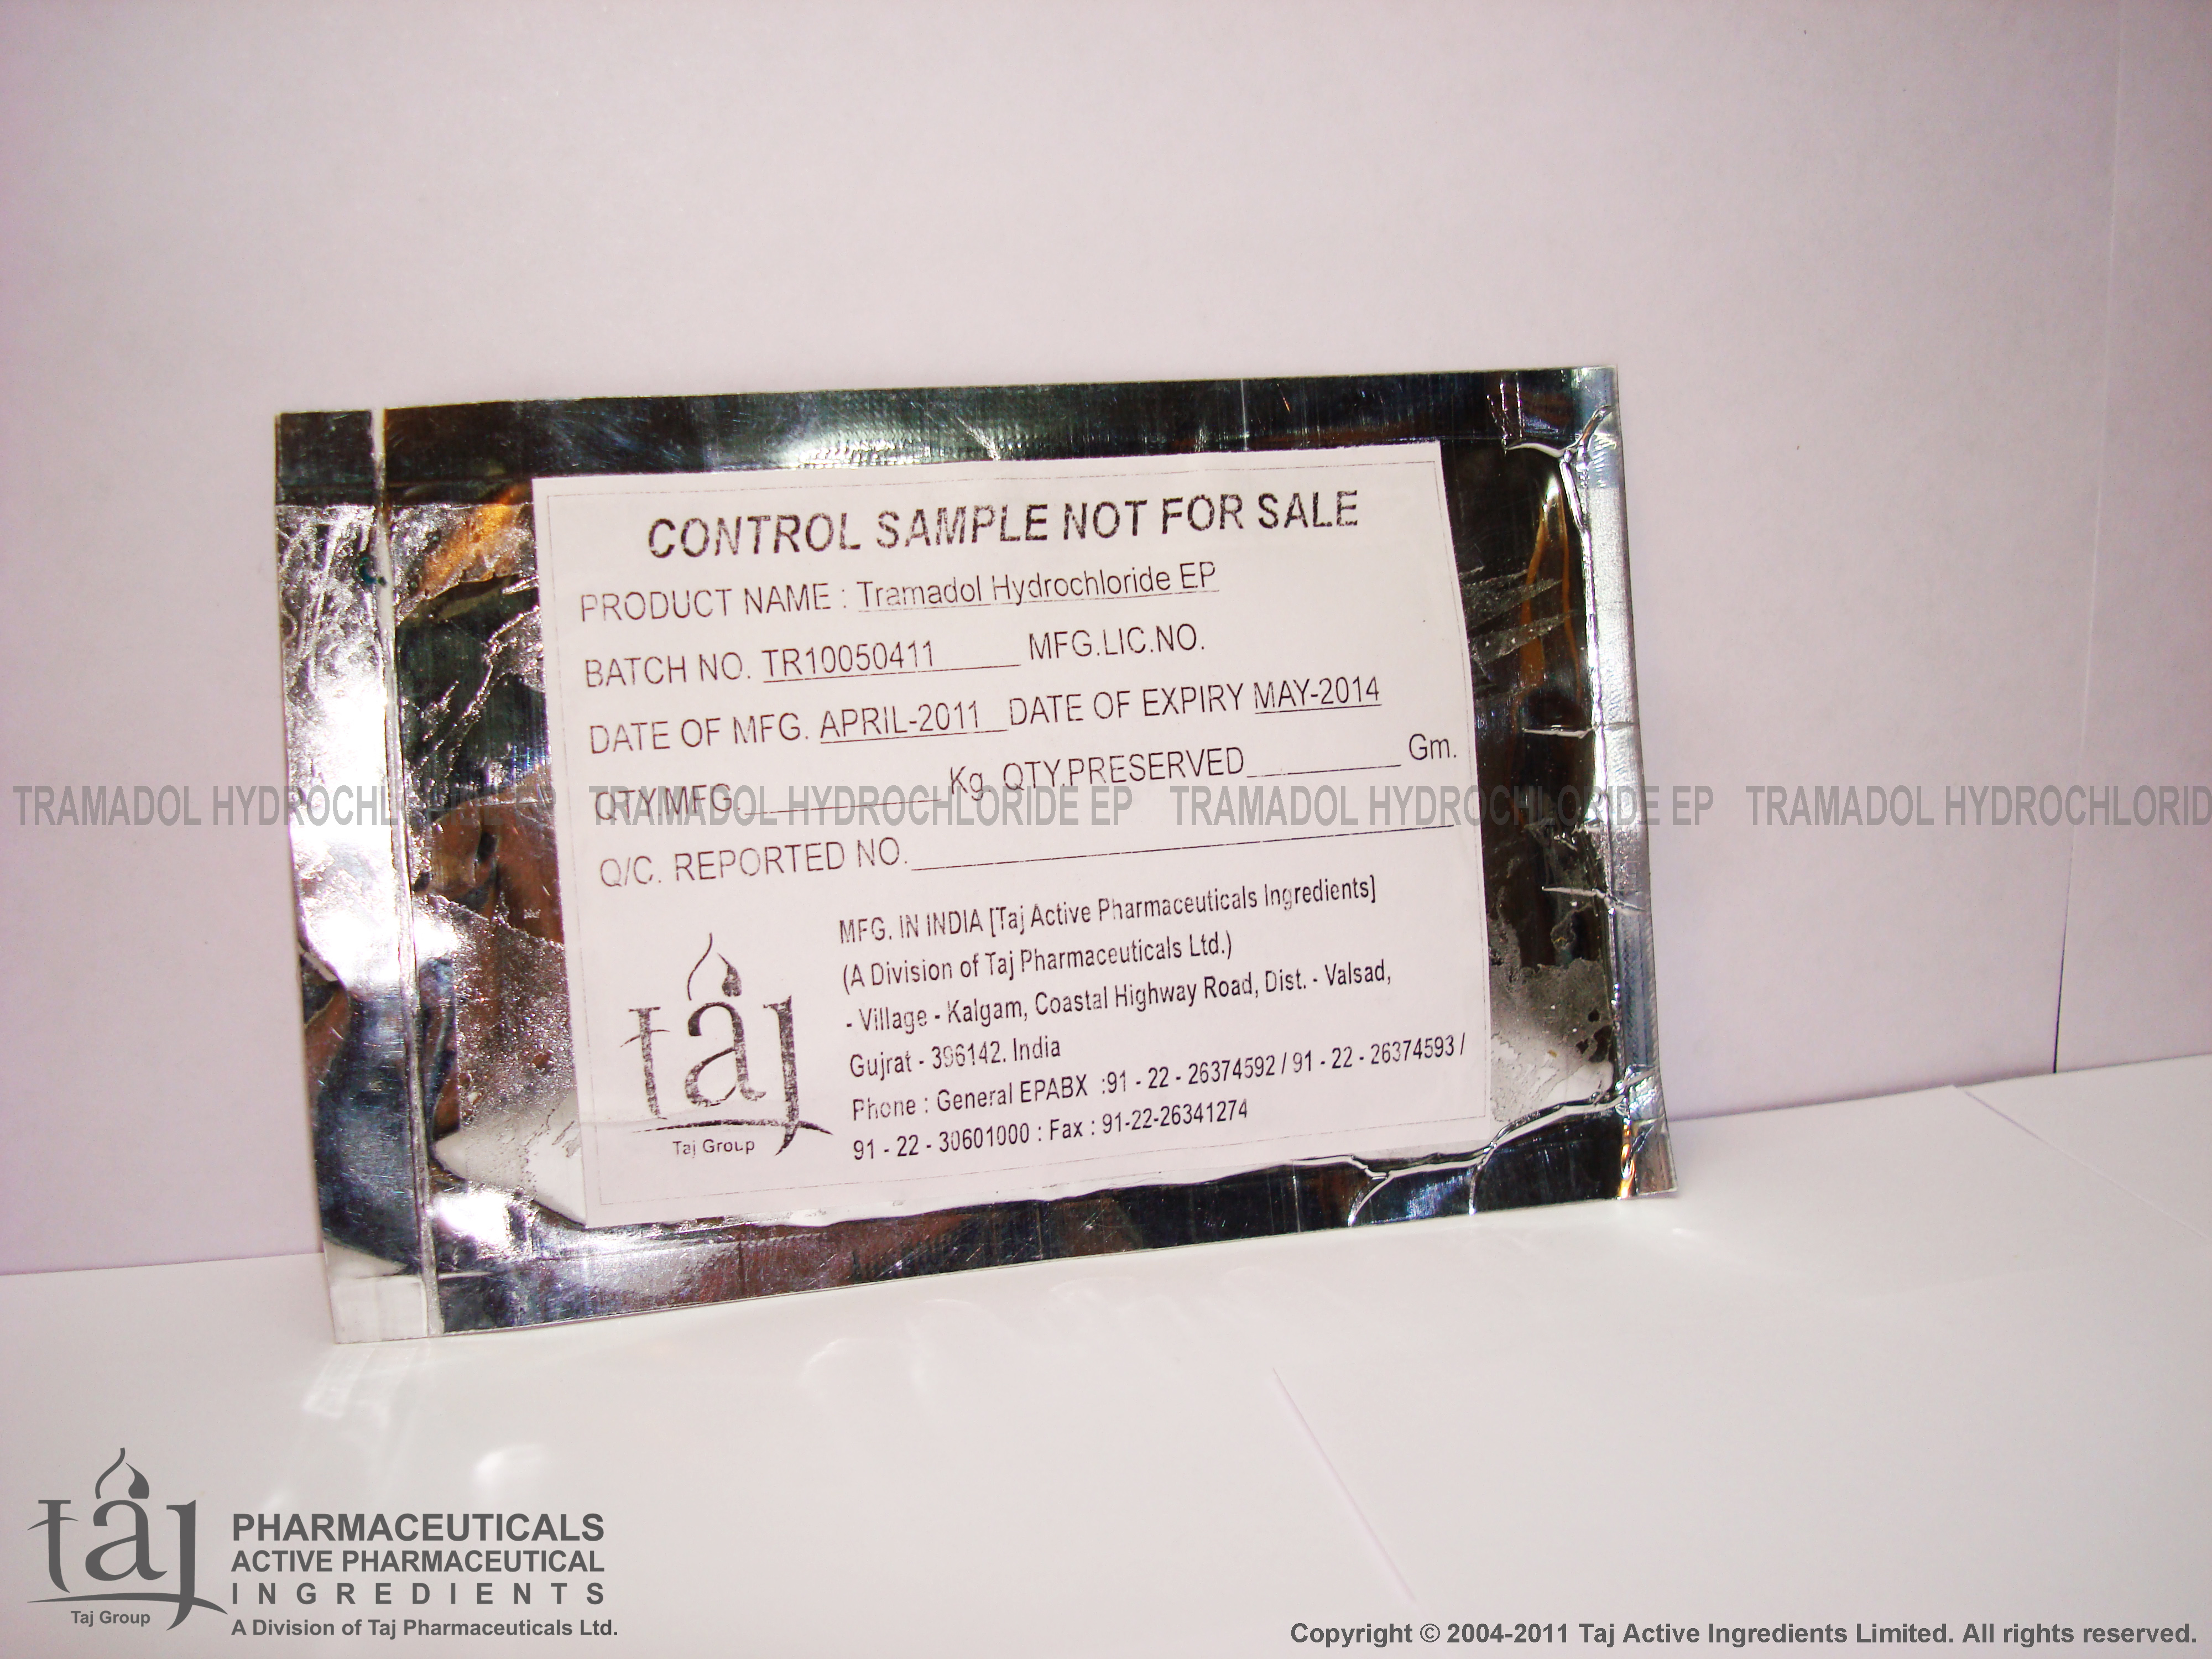 CONTROL SAMPLE NOT FOR SALE
PRODUCT NAME : Tramadol Hydrochloride EP
BATCH NO. TR10050411 MFG.LIC.NO.
DATE OF MFG. APRIL-2011 DATE OF EXPIRY MAY-2014
QTY.MFG. Kg. QTY.PRESERVED Gm.
TRAMADOL HYDROCHLORIDE EP TRAMADOL HYDROCHLORIDE EP TRAMADOL HYDROCHLORIDE EP TRAMADOL HYDROCHLORID
Q/C. REPORTED NO.
MFG. IN INDIA [Taj Active Pharmaceuticals Ingredients]
(A Division of Taj Pharmaceuticals Ltd.)
- Village - Kalgam, Coastal Highway Road, Dist. - Valsad,
Gujrat - 396142. India
Phone : General EPABX :91 - 22 - 26374592 / 91 - 22 - 26374593 /
91 - 22 - 30601000 : Fax : 91-22-26341274
taj
Taj Group
taj
Taj Group
PHARMACEUTICALS
ACTIVE PHARMACEUTICAL
INGREDIENTS
A Division of Taj Pharmaceuticals Ltd.
Copyright © 2004-2011 Taj Active Ingredients Limited. All rights reserved.